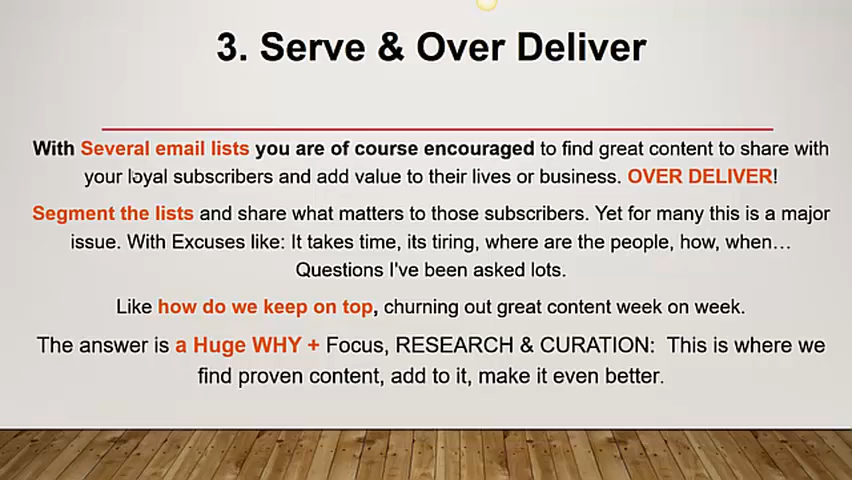 3. Serve & Over Deliver
With Several email lists you are of course encouraged to find great content to share with
your loyal subscribers and add value to their lives or business. OVER DELIVER!
Segment the lists and share what matters to those subscribers. Yet for many this is a major
issue. With Excuses like: It takes time, its tiring, where are the people, how, when…
Questions I've been asked lots.
Like how do we keep on top, churning out great content week on week.
The answer is a Huge WHY + Focus, RESEARCH & CURATION:  This is where we
find proven content, add to it, make it even better.